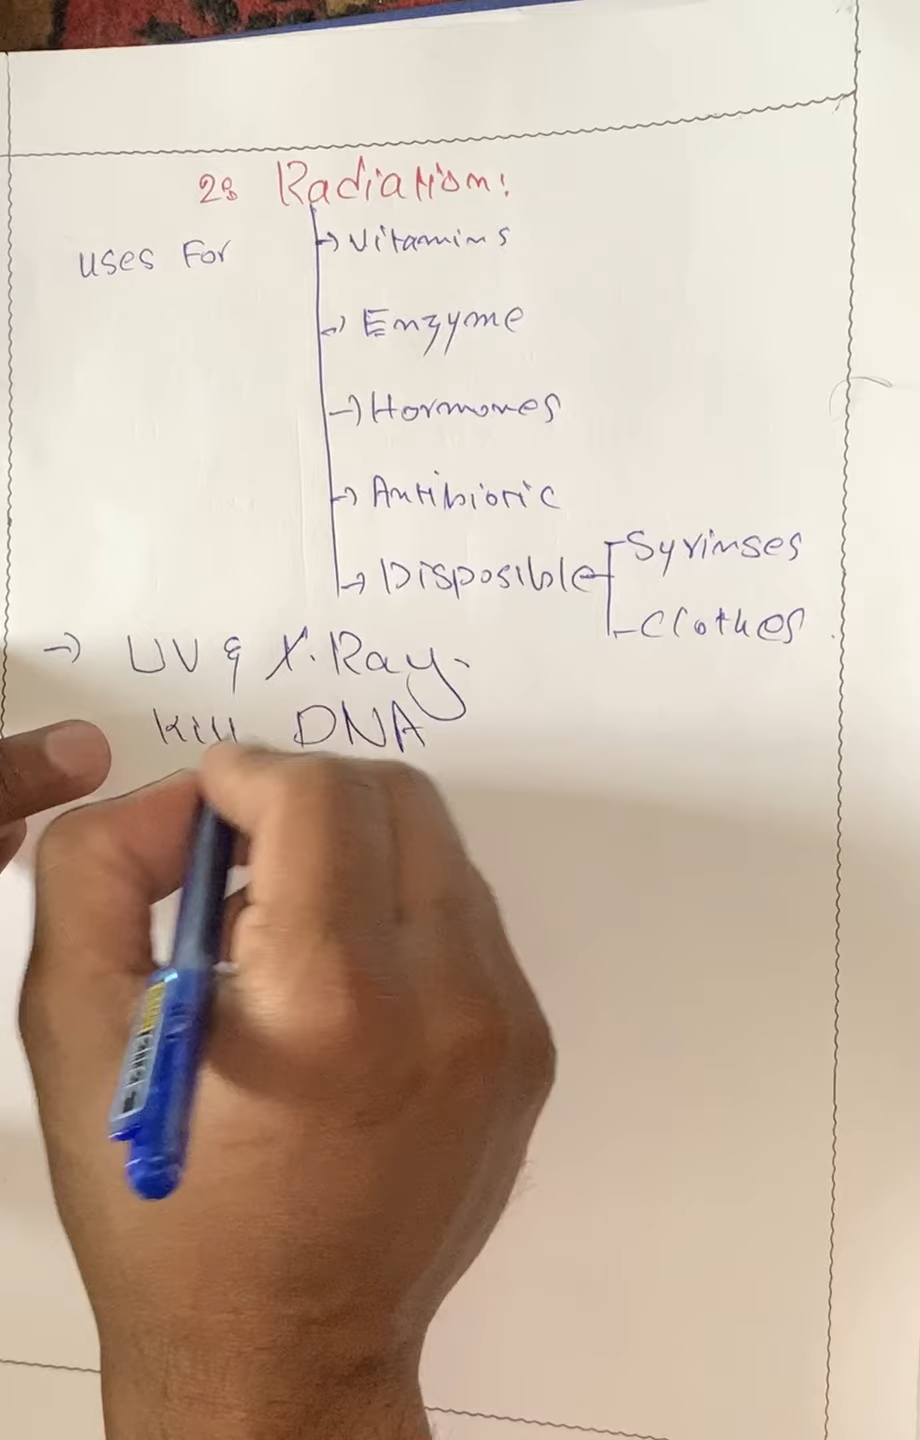 2: Radiation:
uses For
→ Vitamins
→ Enzyme
→ Hormones
→ Antibiotic
→ Disposible
Syrinses
Clothes
→ UV & X.Ray
Kill DNA